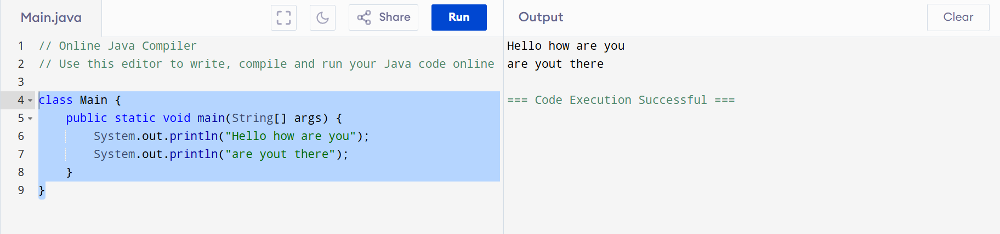 Main.java
Share
Run
Output
Clear
1 // Online Java Compiler
2 // Use this editor to write, compile and run your Java code online
3
4 class Main {
5     public static void main(String[] args) {
6         System.out.println("Hello how are you");
7         System.out.println("are yout there");
8     }
9 }
Hello how are you
are yout there
=== Code Execution Successful ===